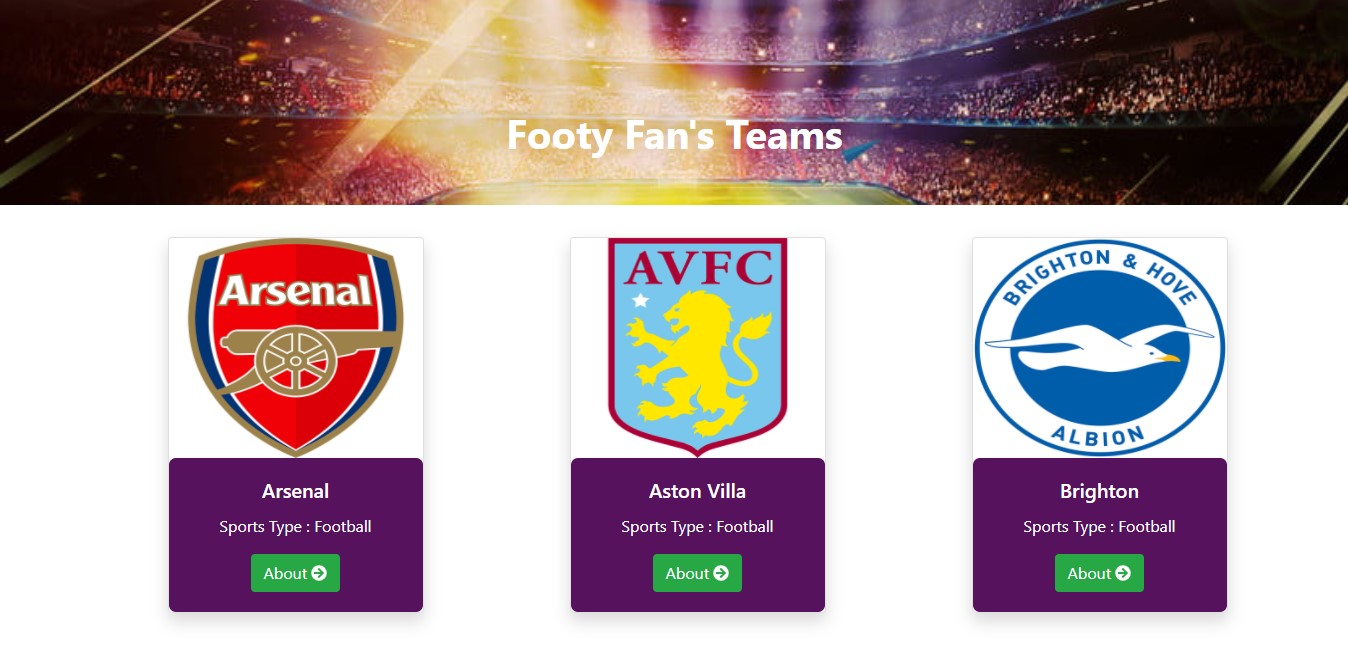 Footy Fan's Teams
Arsenal
AVFC
BRIGHTON & HOVE
ALBION
Arsenal
Aston Villa
Brighton
Sports Type : Football
Sports Type : Football
Sports Type : Football
About
About
About